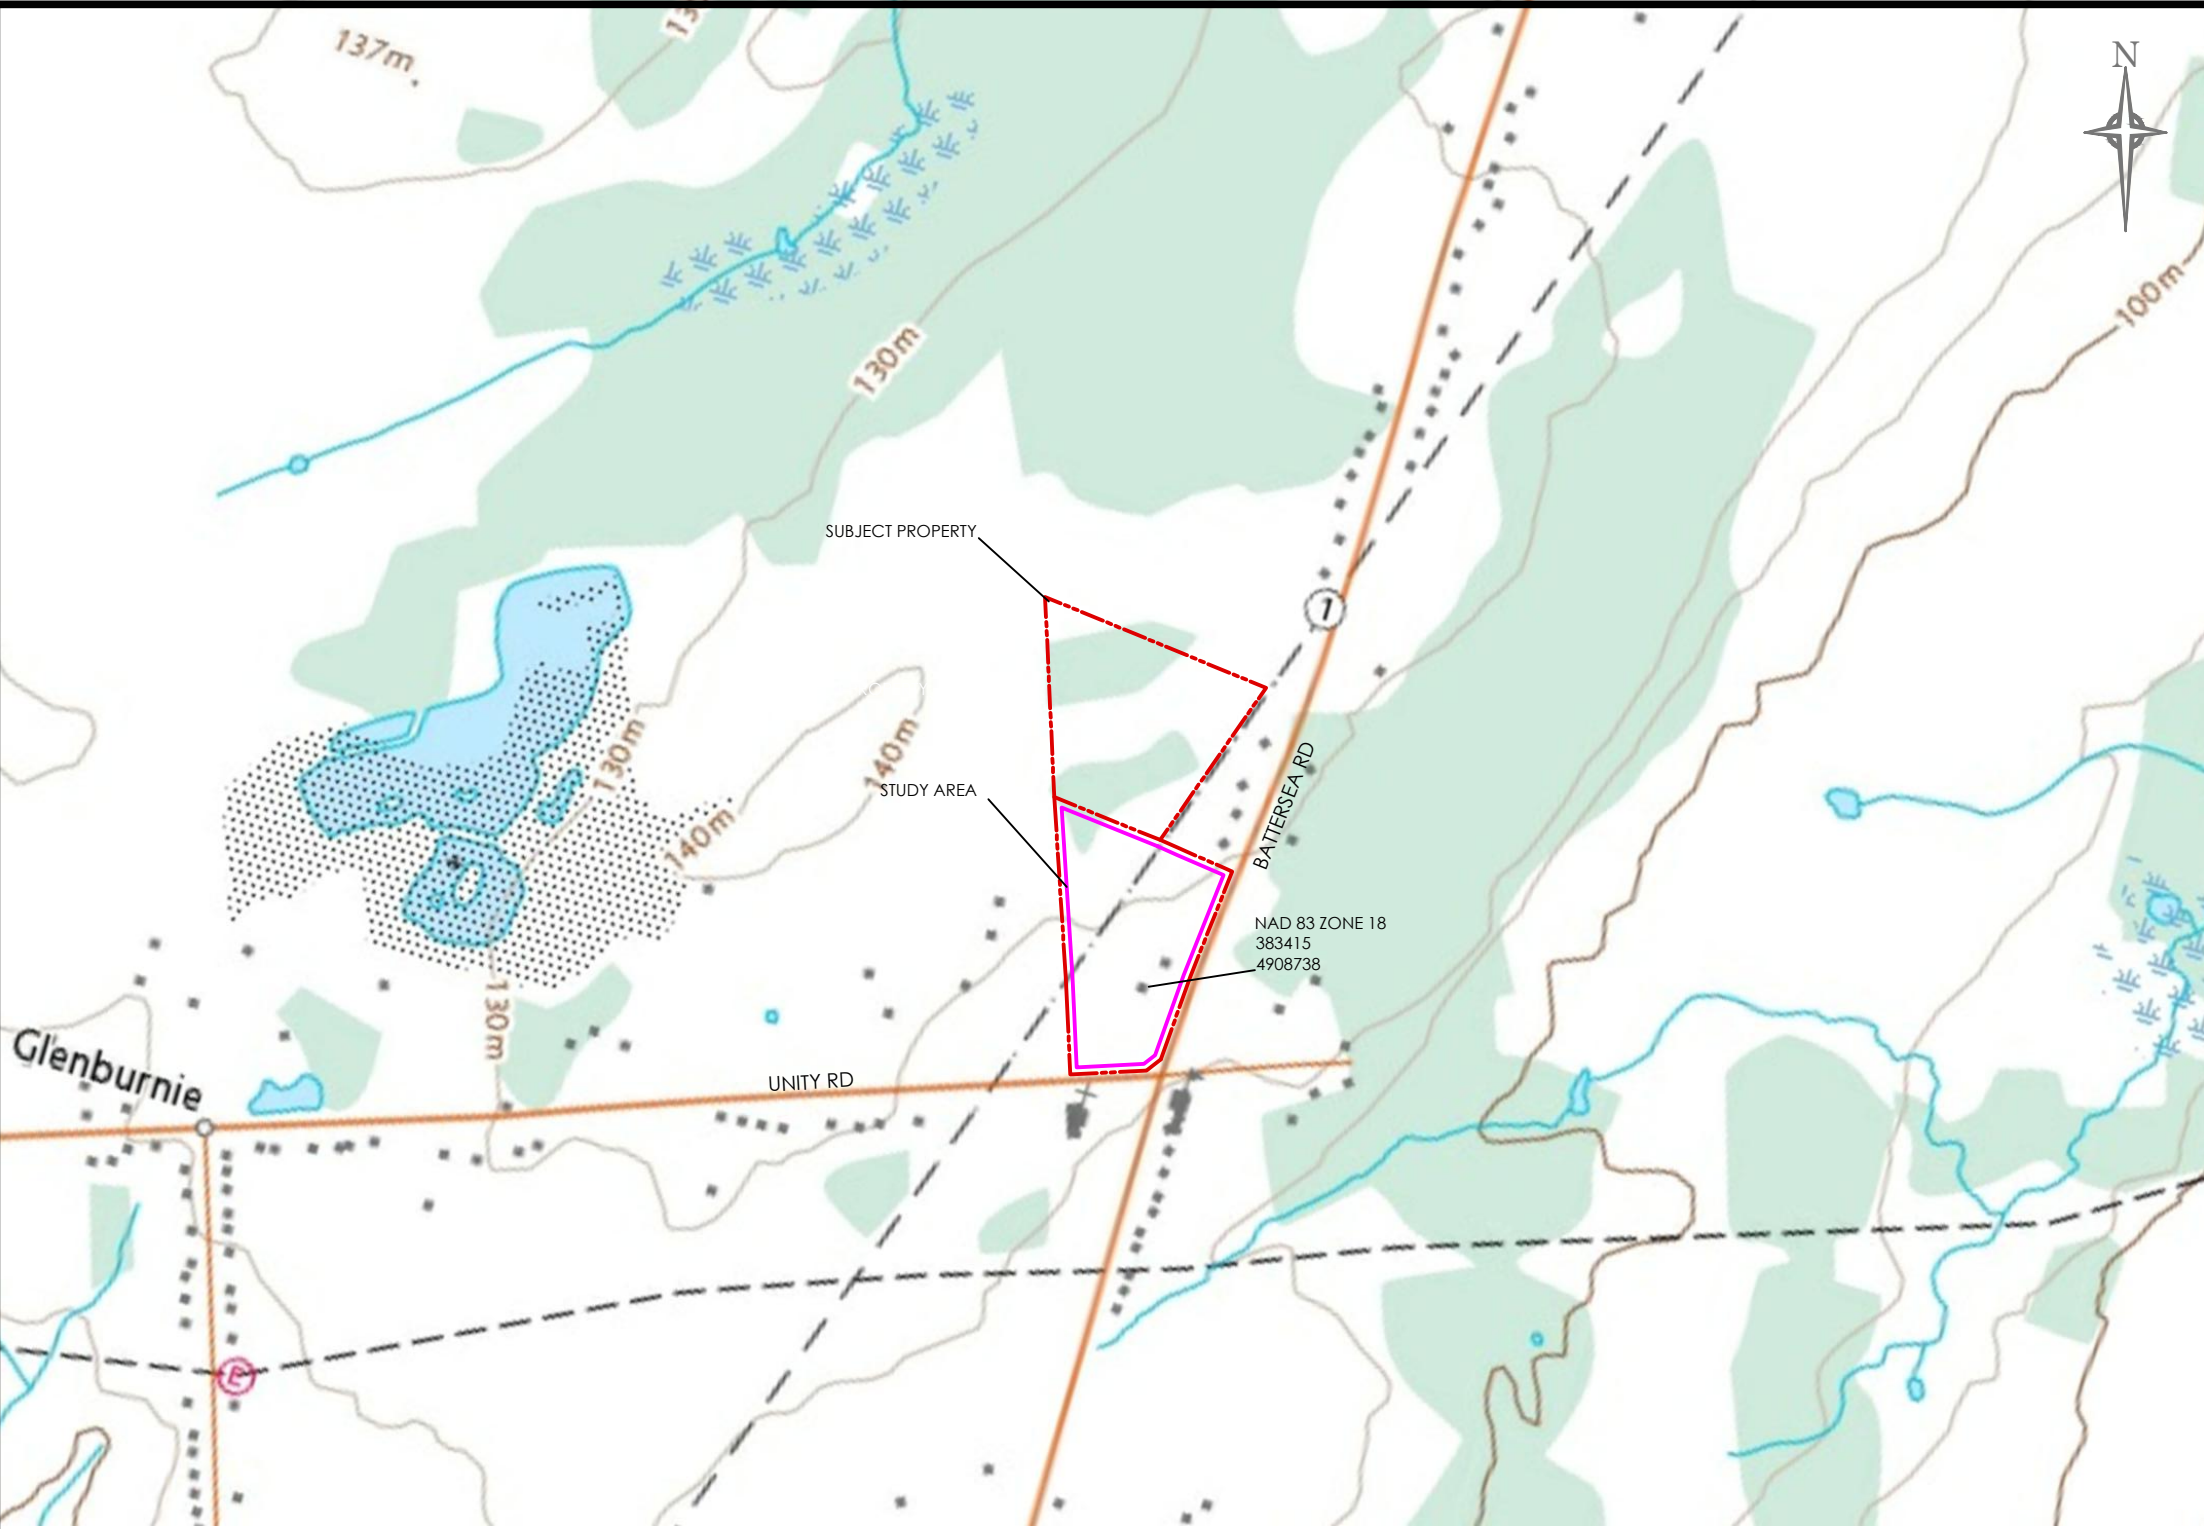 137m
13
N
100m
130m
SUBJECT PROPERTY
1
130m
140m
STUDY AREA
BATTERSEA RD
140m
NAD 83 ZONE 18
383415
4908738
130m
Glenburnie
UNITY RD
E